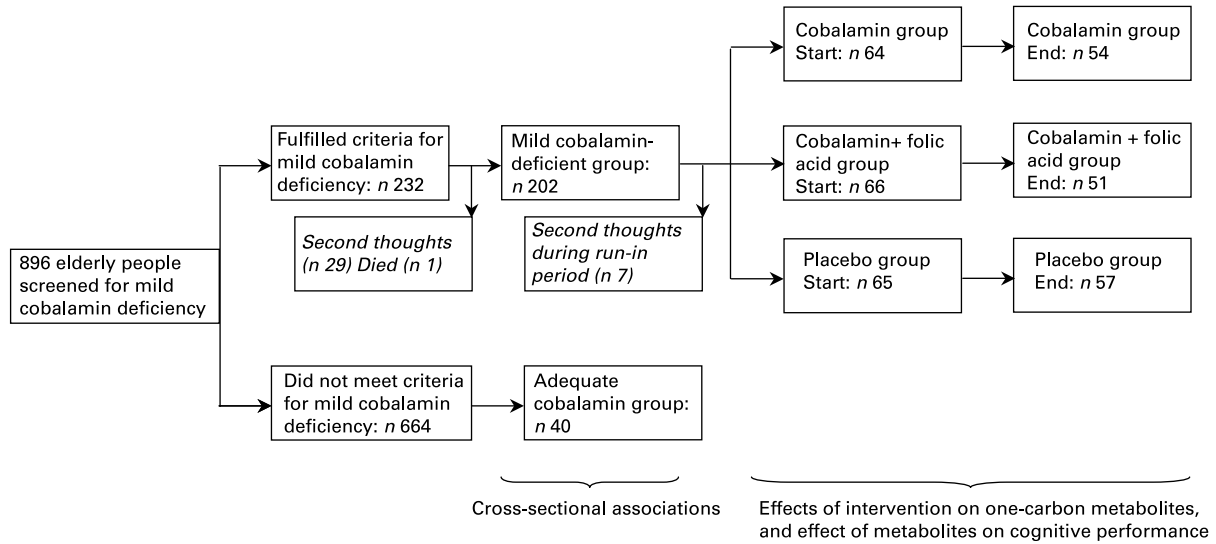 896 elderly people
screened for mild
cobalamin deficiency
Fulfilled criteria for
mild cobalamin
deficiency: n 232
Second thoughts
(n 29) Died (n 1)
Mild cobalamin-
deficient group:
n 202
Second thoughts
during run-in
period (n 7)
Cobalamin group
Start: n 64
Cobalamin group
End: n 54
Cobalamin+ folic
acid group
Start: n 66
Cobalamin + folic
acid group
End: n 51
Placebo group
Start: n 65
Placebo group
End: n 57
Did not meet criteria
for mild cobalamin
deficiency: n 664
Adequate
cobalamin group:
n 40
Cross-sectional associations
Effects of intervention on one-carbon metabolites,
and effect of metabolites on cognitive performance